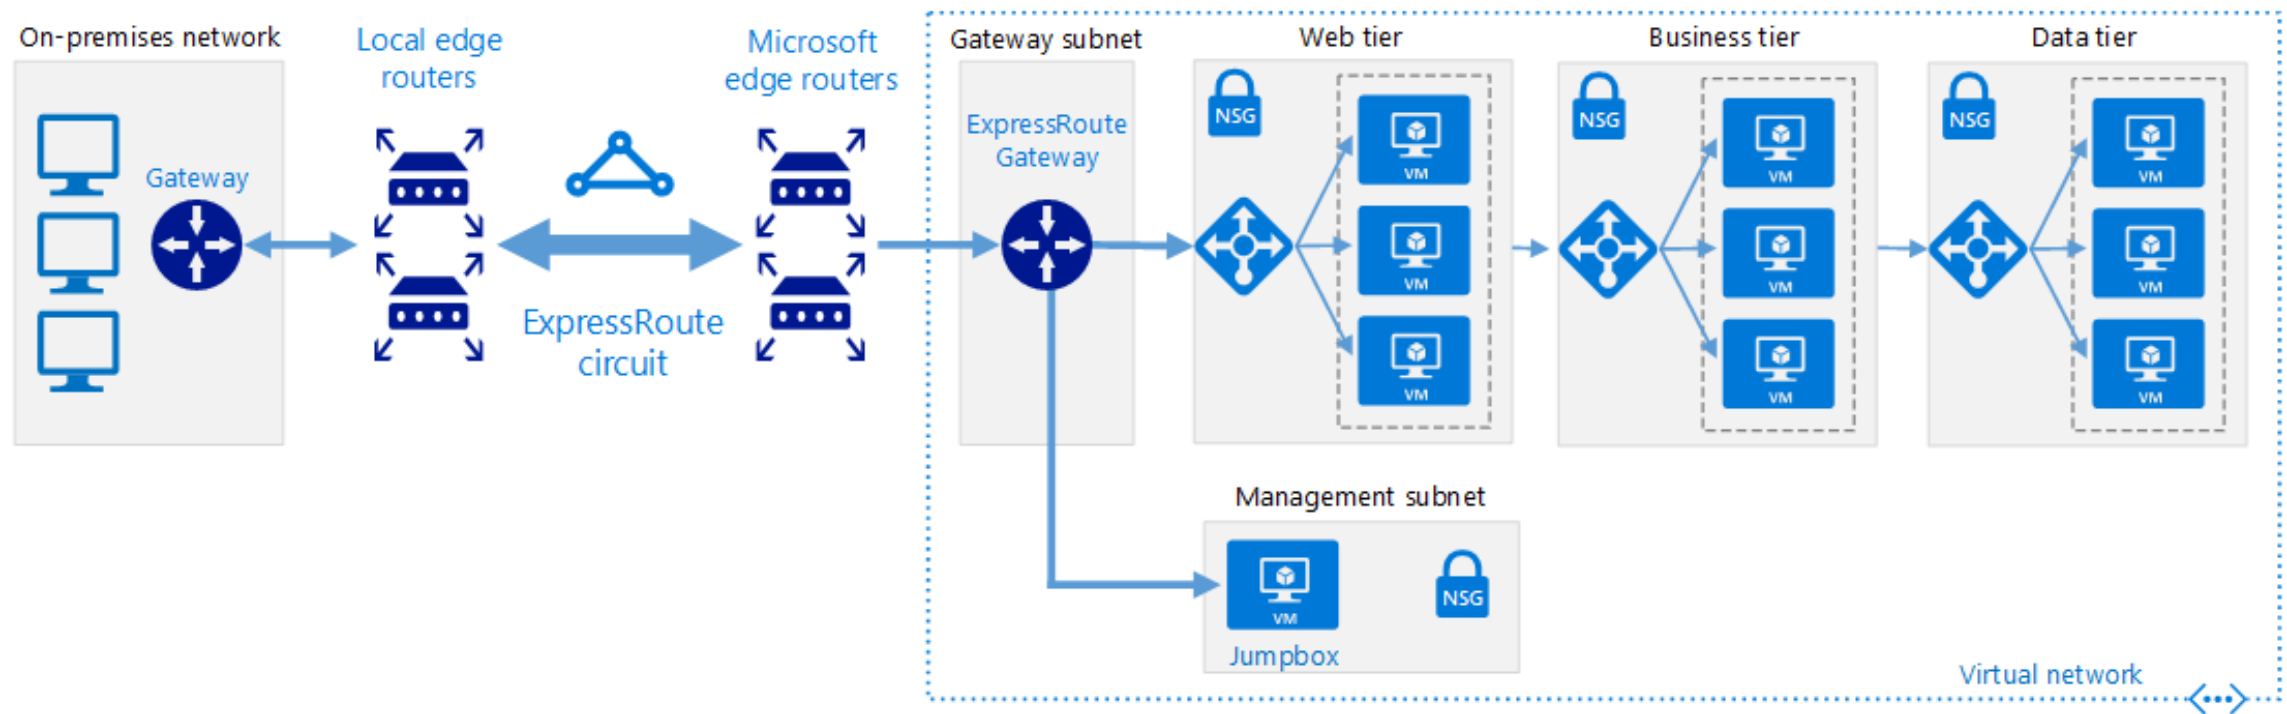 On-premises network
Gateway
Local edge
routers
ExpressRoute
circuit
Microsoft
edge routers
Gateway subnet
ExpressRoute
Gateway
Web tier
NSG
VM
VM
VM
Business tier
NSG
VM
VM
VM
Data tier
NSG
VM
VM
VM
Management subnet
VM
NSG
Jumpbox
Virtual network